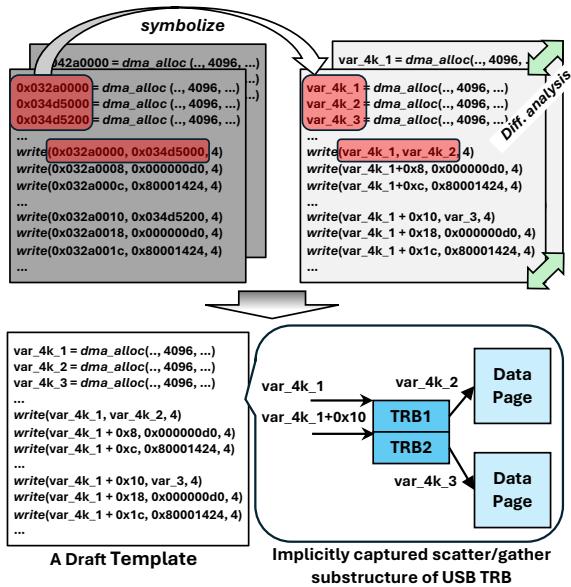 symbolize
042a0000 = dma_alloc(.., 4096, ...)
...)
...)
0x032a0000 = dma_alloc (.., 4096, ...)
0x034d5000 = dma_alloc (.., 4096, ...)
0x034d5200 = dma_alloc (.., 4096, ...)
...
write(0x032a0000, 0x034d5000, 4)
write(0x032a0008, 0x000000d0, 4)
write(0x032a000c, 0x80001424, 4)
...
write(0x032a0010, 0x034d5200, 4)
write(0x032a0018, 0x000000d0, 4)
write(0x032a001c, 0x80001424, 4)
...
var_4k_1 = dma_alloc(.., 4096, .
var_4k_1 = dma_alloc(.., 4096, ...)
var_4k_2 = dma_alloc(.., 4096, ...)
var_4k_3 = dma_alloc(.., 4096, ...)
...
write(var_4k_1, var_4k_2, 4)
write(var_4k_1+0x8, 0x000000d0, 4)
write(var_4k_1+0xc, 0x80001424, 4)
...
write(var_4k_1 + 0x10, var_3, 4)
write(var_4k_1 + 0x18, 0x000000d0, 4)
write(var_4k_1 + 0x1c, 0x80001424, 4)
...
Diff. analysis
var_4k_1 = dma_alloc(.., 4096, ...)
var_4k_2 = dma_alloc(.., 4096, ...)
var_4k_3 = dma_alloc(.., 4096, ...)
...
write(var_4k_1, var_4k_2, 4)
write(var_4k_1 + 0x8, 0x000000d0, 4)
write(var_4k_1 + 0xc, 0x80001424, 4)
...
write(var_4k_1 + 0x10, var_3, 4)
write(var_4k_1 + 0x18, 0x000000d0, 4)
write(var_4k_1 + 0x1c, 0x80001424, 4)
...
A Draft Template
var_4k_1
var_4k_1+0x10
TRB1
TRB2
var_4k_2
var_4k_3
Data
Page
Data
Page
Implicitly captured scatter/gather
substructure of USB TRB